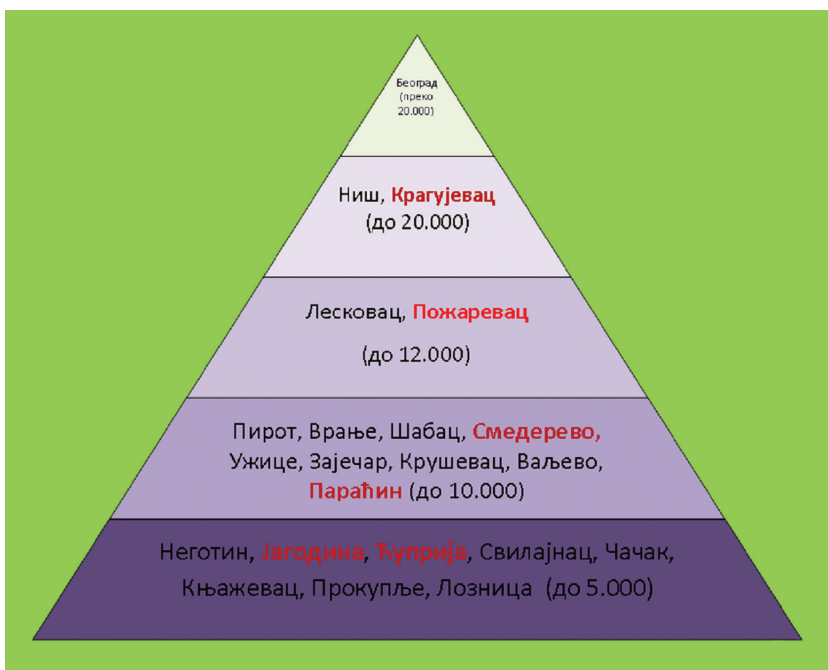 Београд
(преко
20.000)
Ниш, Крагујевац
(до 20.000)
Лесковац, Пожаревац
(до 12.000)
Пирот, Врање, Шабац, Смедерево,
Ужице, Зајечар, Крушевац, Ваљево,
Параћин (до 10.000)
Неготин, Јагодина, Ћуприја, Свилајнац, Чачак,
Књажевац, Прокупље, Лозница (до 5.000)